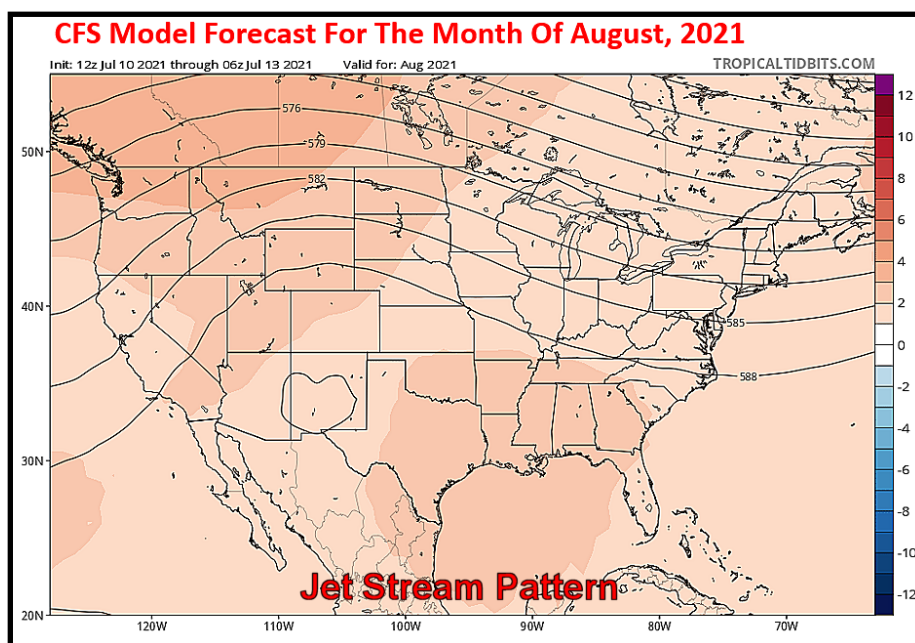 CFS Model Forecast For The Month Of August, 2021
Init: 12z Jul 10 2021 through 06z Jul 13 2021 Valid for: Aug 2021 TROPICALTIDBITS.COM
12
576
10
50N
579
8
582
6
4
2
40N
585
0
588
-2
-4
30N
-6
-8
-10
Jet Stream Pattern
-12
20N
120W 110W 100W 90W 80W 70W